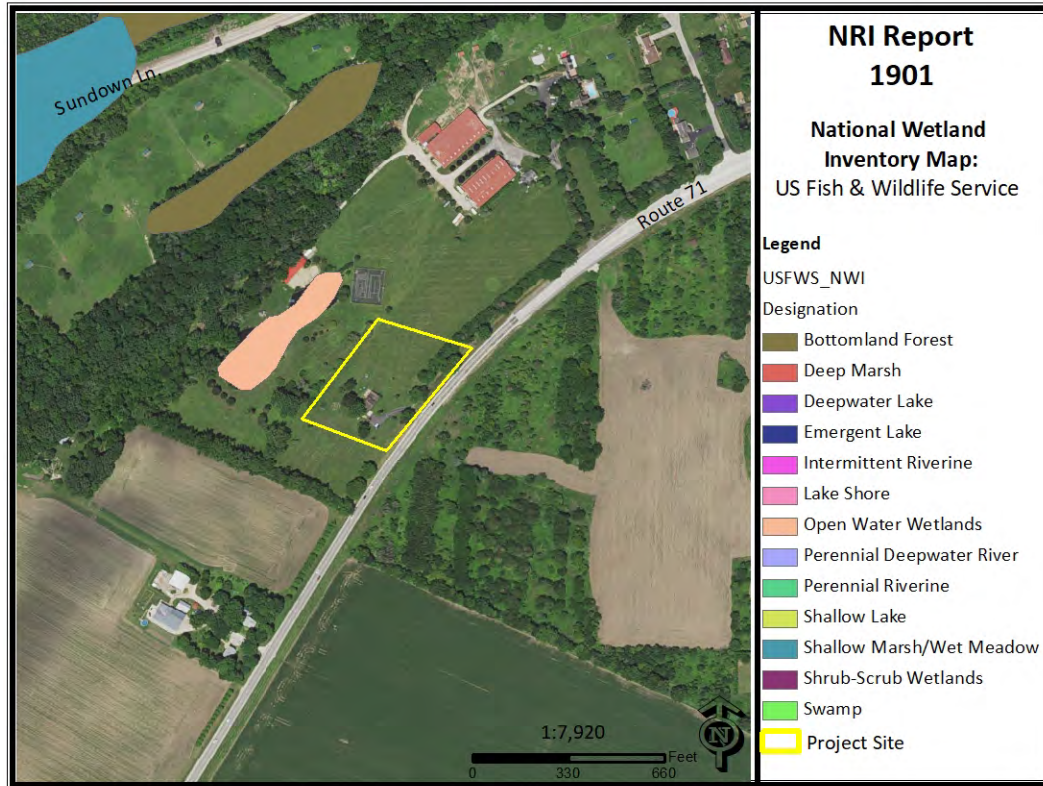 Sundown Ln.
Route 71
1:7,920
N
Feet
0 330 660
NRI Report
1901
National Wetland
Inventory Map:
US Fish & Wildlife Service
Legend
USFWS_NWI
Designation
Bottomland Forest
Deep Marsh
Deepwater Lake
Emergent Lake
Intermittent Riverine
Lake Shore
Open Water Wetlands
Perennial Deepwater River
Perennial Riverine
Shallow Lake
Shallow Marsh/Wet Meadow
Shrub-Scrub Wetlands
Swamp
Project Site